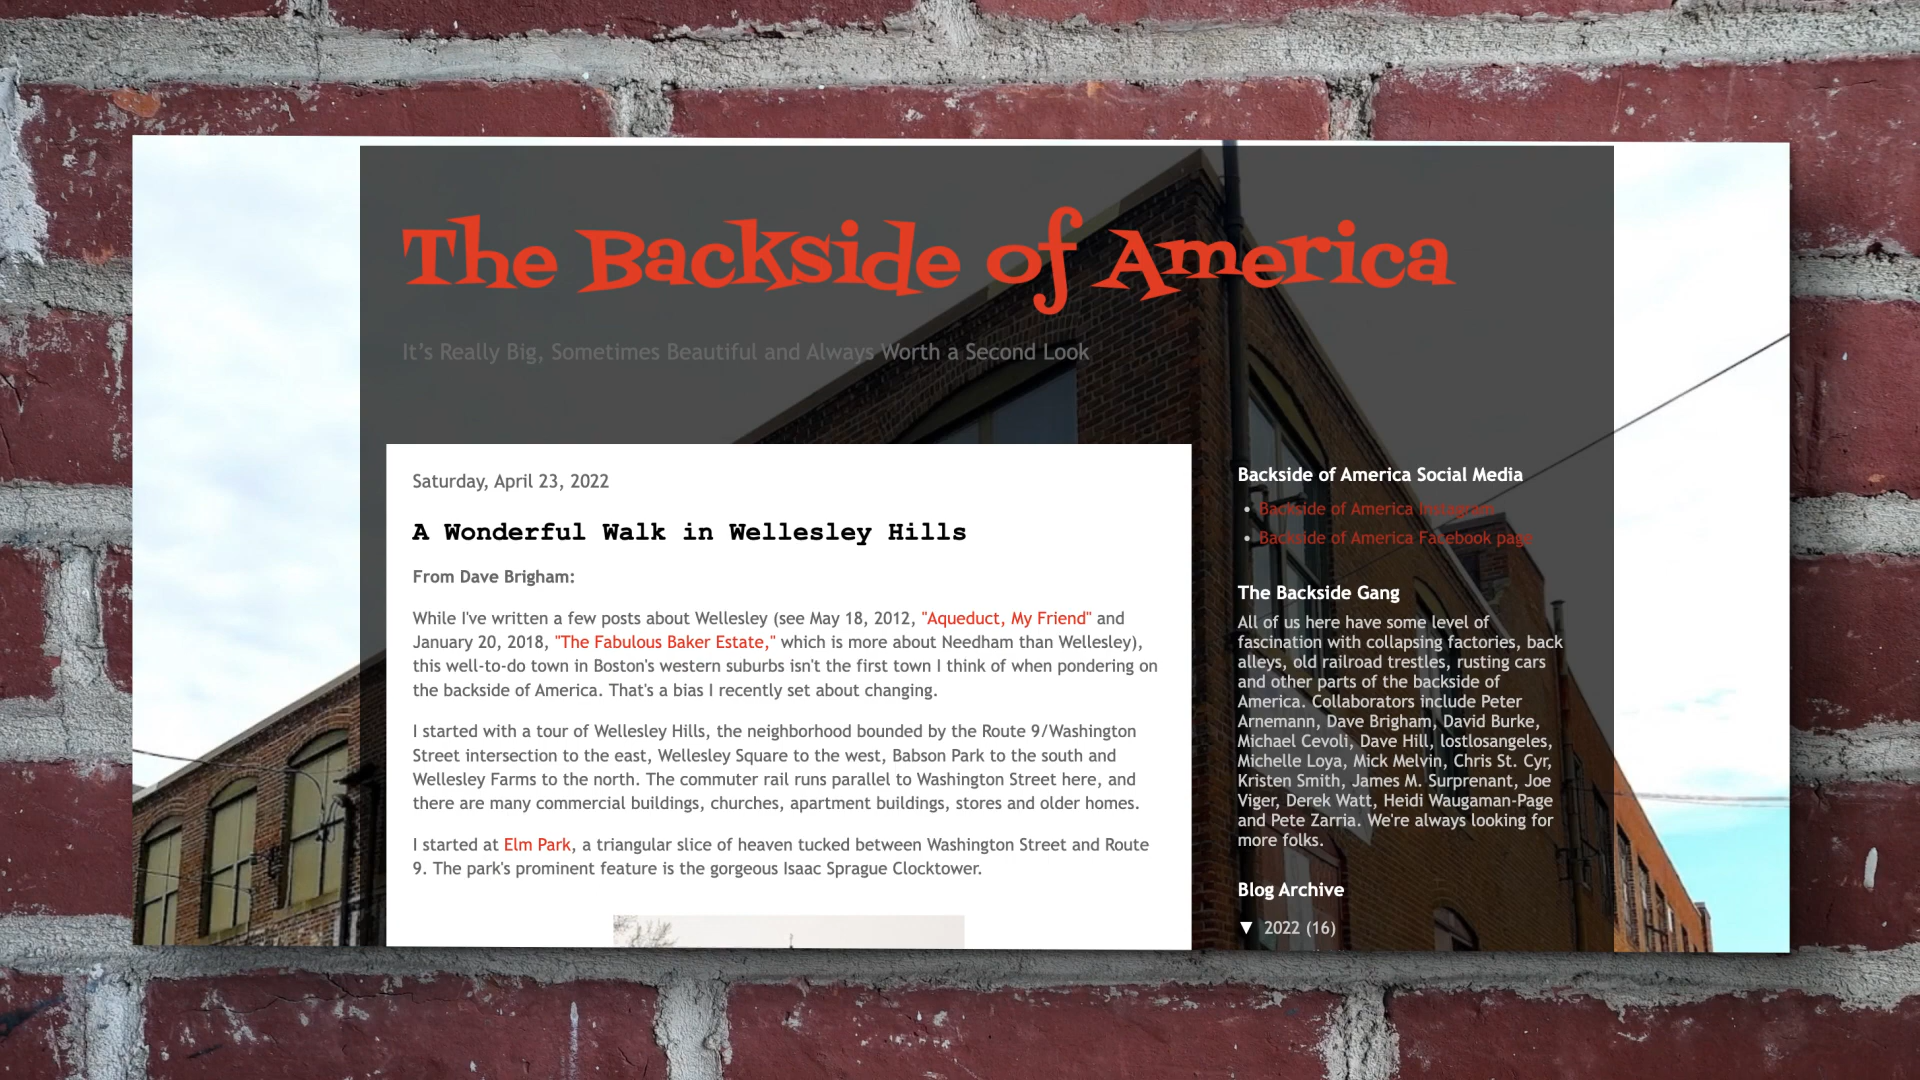 The Backside of America
It's Really Big, Sometimes Beautiful and Always Worth a Second Look
Saturday, April 23, 2022
A Wonderful Walk in Wellesley Hills
From Dave Brigham:
While I've written a few posts about Wellesley (see May 18, 2012, "Aqueduct, My Friend" and
January 20, 2018, "The Fabulous Baker Estate," which is more about Needham than Wellesley),
this well-to-do town in Boston's western suburbs isn't the first town I think of when pondering on
the backside of America. That's a bias I recently set about changing.
I started with a tour of Wellesley Hills, the neighborhood bounded by the Route 9/Washington
Street intersection to the east, Wellesley Square to the west, Babson Park to the south and
Wellesley Farms to the north. The commuter rail runs parallel to Washington Street here, and
there are many commercial buildings, churches, apartment buildings, stores and older homes.
I started at Elm Park, a triangular slice of heaven tucked between Washington Street and Route
9. The park's prominent feature is the gorgeous Isaac Sprague Clocktower.
Backside of America Social Media
• Backside of America Instagram
• Backside of America Facebook page
The Backside Gang
All of us here have some level of
fascination with collapsing factories, back
alleys, old railroad trestles, rusting cars
and other parts of the backside of
America. Collaborators include Peter
Arnemann, Dave Brigham, David Burke,
Michael Cevoli, Dave Hill, lostlosangeles,
Michelle Loya, Mick Melvin, Chris St. Cyr,
Kristen Smith, James M. Surprenant, Joe
Viger, Derek Watt, Heidi Waugaman-Page
and Pete Zarria. We're always looking for
more folks.
Blog Archive
▼ 2022 (16)